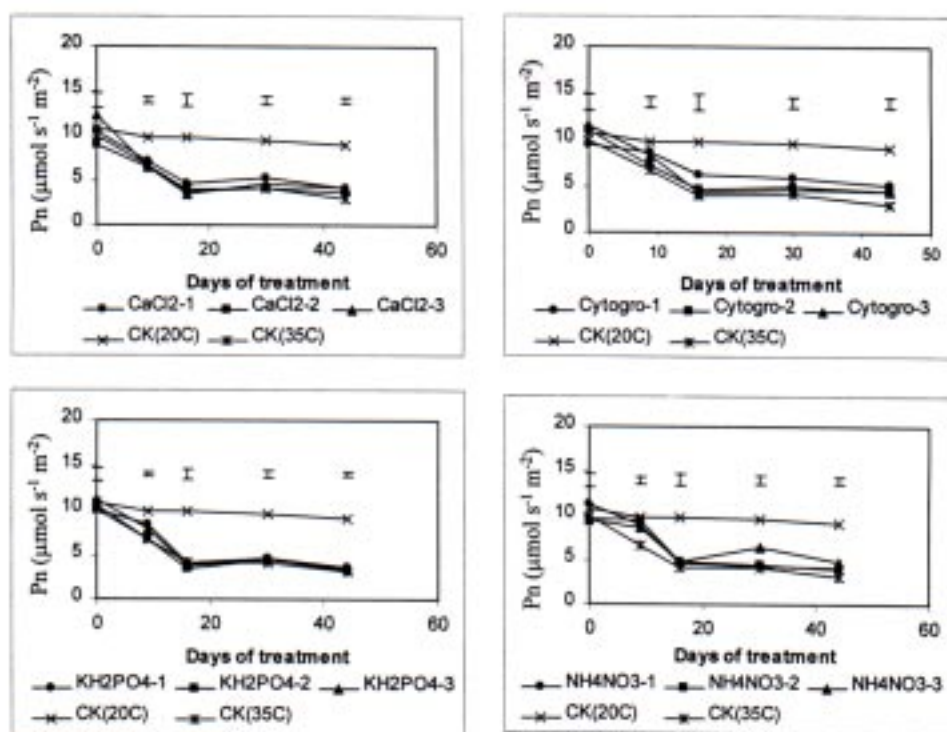 20
15
10
5
0
Pn (µmol s⁻¹ m⁻²)
0 20 40 60
Days of treatment
CaCl2-1 CaCl2-2 CaCl2-3
CK(20C) CK(35C)
20
15
10
5
0
Pn (µmol s⁻¹ m⁻²)
0 10 20 30 40 50
Days of treatment
Cytogro-1 Cytogro-2 Cytogro-3
CK(20C) CK(35C)
20
15
10
5
0
Pn (µmol s⁻¹ m⁻²)
0 20 40 60
Days of treatment
KH2PO4-1 KH2PO4-2 KH2PO4-3
CK(20C) CK(35C)
20
15
10
5
0
Pn (µmol s⁻¹ m⁻²)
0 20 40 60
Days of treatment
NH4NO3-1 NH4NO3-2 NH4NO3-3
CK(20C) CK(35C)